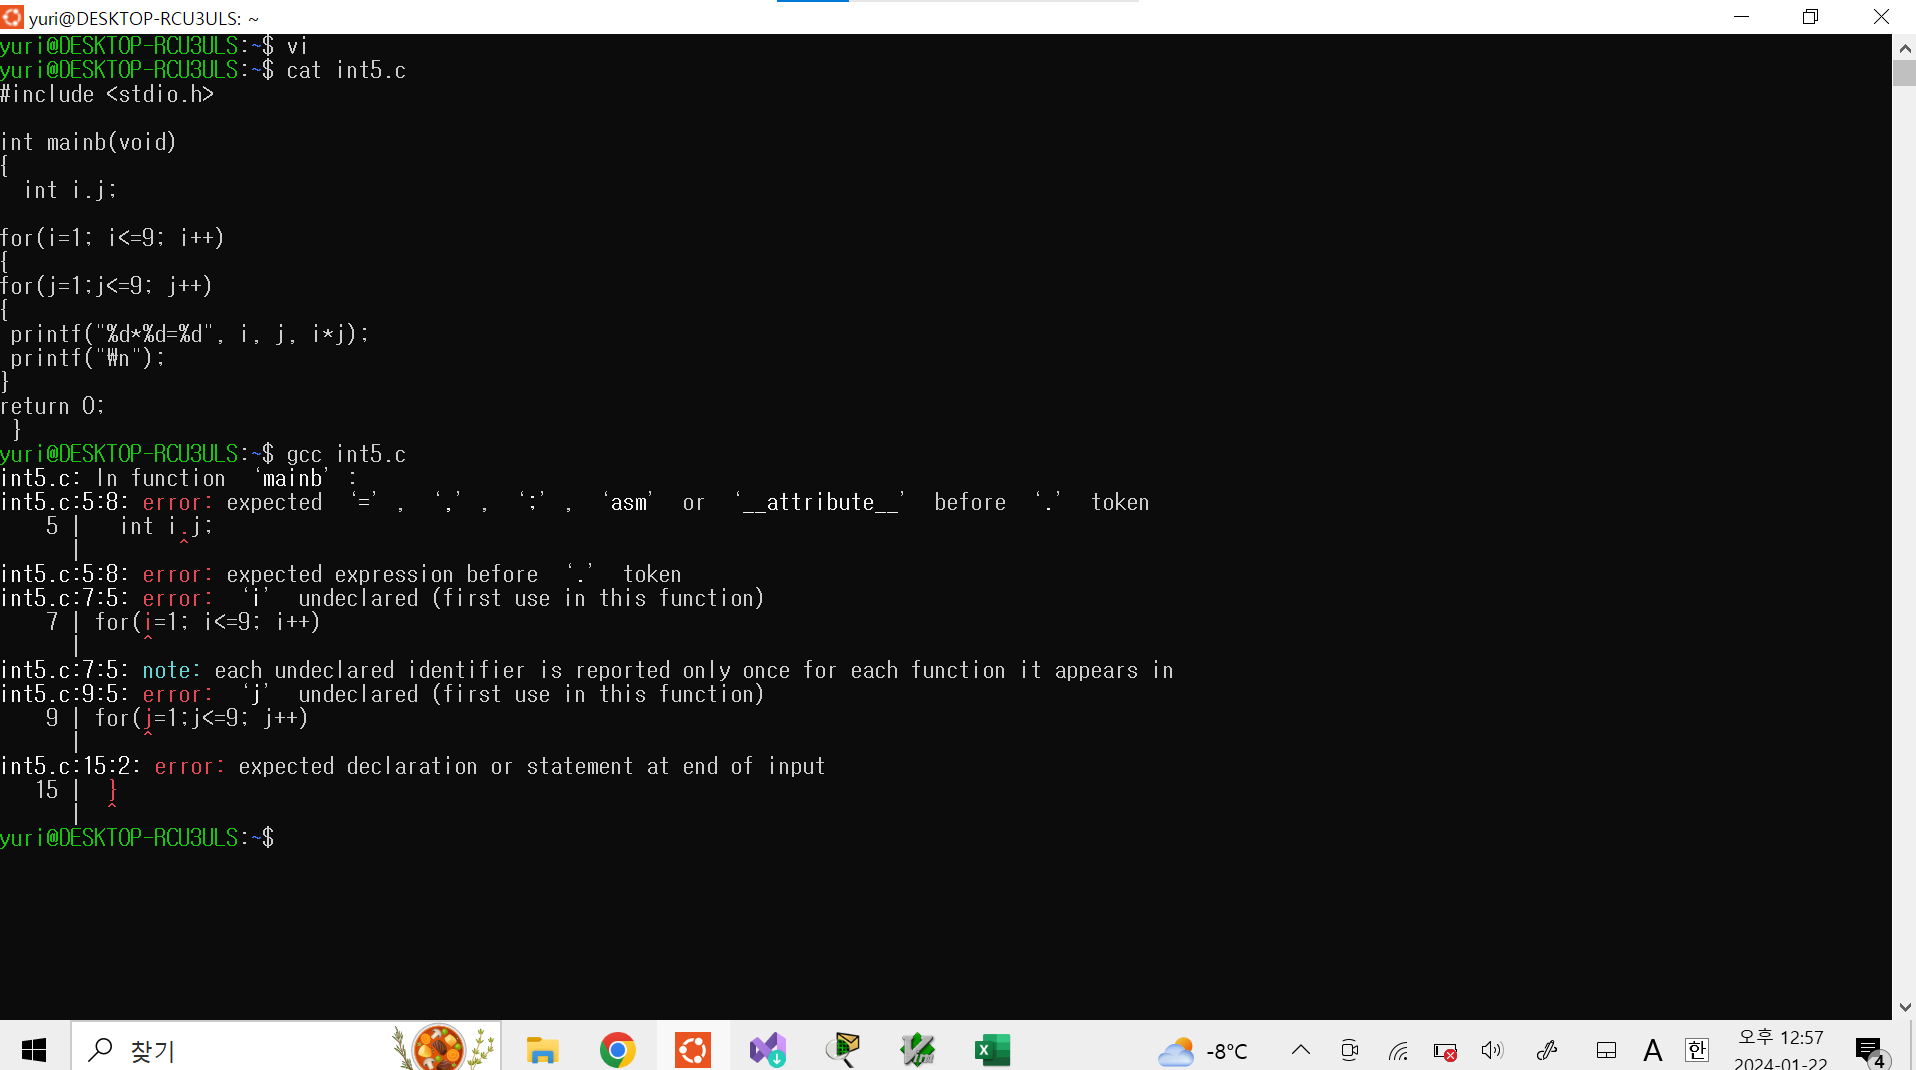 yuri@DESKTOP-RCU3ULS: ~
yuri@DESKTOP-RCU3ULS:~$ vi
yuri@DESKTOP-RCU3ULS:~$ cat int5.c
#include <stdio.h>
int mainb(void)
{
  int i.j;
for(i=1; i<=9; i++)
{
for(j=1;j<=9; j++)
{
 printf("%d*%d=%d", i, j, i*j);
 printf("₩n");
}
return 0;
 }
yuri@DESKTOP-RCU3ULS:~$ gcc int5.c
int5.c: In function ‘mainb’ :
int5.c:5:8: error: expected ‘=’ , ‘,’ , ‘;’ , ‘asm’ or ‘__attribute__’ before ‘.’ token
    5 |   int i.j;
      |        ^
int5.c:5:8: error: expected expression before ‘.’ token
int5.c:7:5: error: ‘i’ undeclared (first use in this function)
    7 | for(i=1; i<=9; i++)
      |     ^
int5.c:7:5: note: each undeclared identifier is reported only once for each function it appears in
int5.c:9:5: error: ‘j’ undeclared (first use in this function)
    9 | for(j=1;j<=9; j++)
      |     ^
int5.c:15:2: error: expected declaration or statement at end of input
   15 |  }
      |  ^
yuri@DESKTOP-RCU3ULS:~$
찾기
-8°C
A
한
오후 12:57
2024-01-22
4